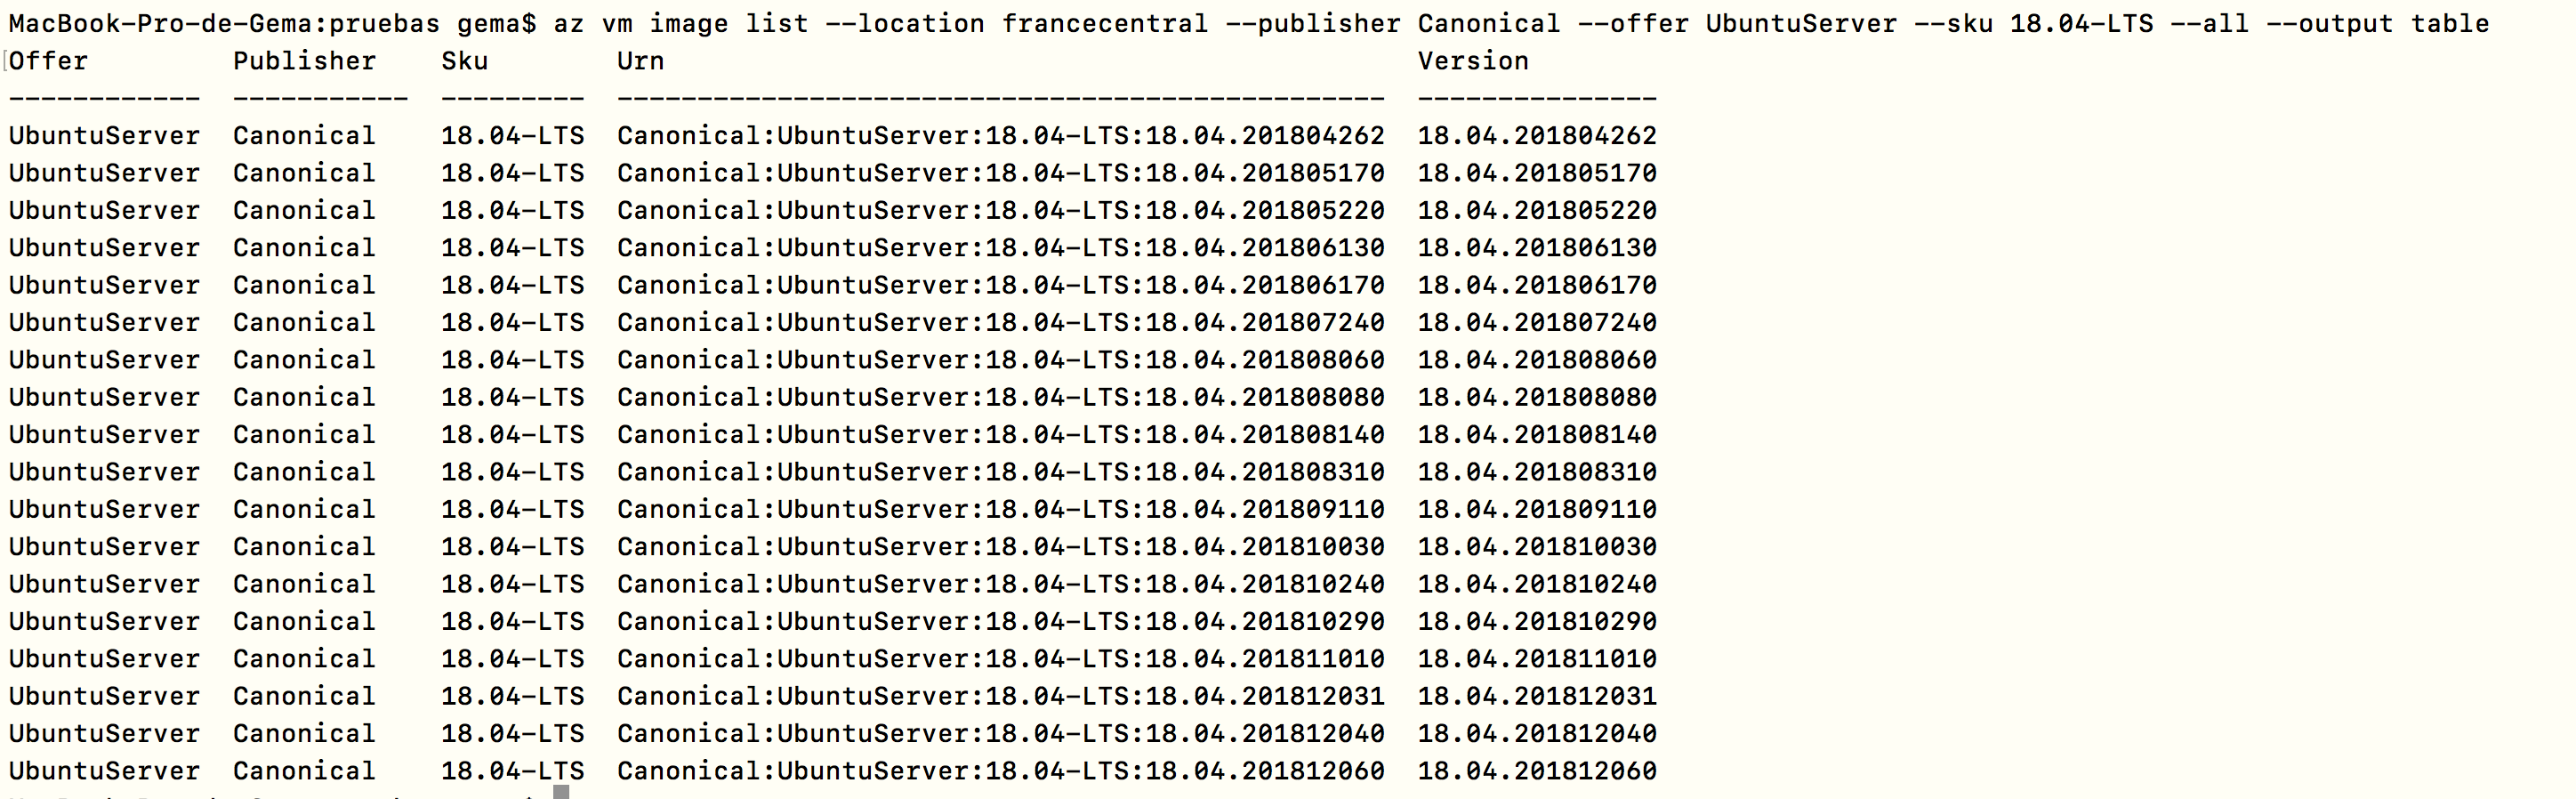 MacBook-Pro-de-Gema:pruebas gema$ az vm image list --location francecentral --publisher Canonical --offer UbuntuServer --sku 18.04-LTS --all --output table
[Offer         Publisher    Sku        Urn                                               Version
------------  -----------  ---------  ------------------------------------------------  ---------------
UbuntuServer  Canonical    18.04-LTS  Canonical:UbuntuServer:18.04-LTS:18.04.201804262  18.04.201804262
UbuntuServer  Canonical    18.04-LTS  Canonical:UbuntuServer:18.04-LTS:18.04.201805170  18.04.201805170
UbuntuServer  Canonical    18.04-LTS  Canonical:UbuntuServer:18.04-LTS:18.04.201805220  18.04.201805220
UbuntuServer  Canonical    18.04-LTS  Canonical:UbuntuServer:18.04-LTS:18.04.201806130  18.04.201806130
UbuntuServer  Canonical    18.04-LTS  Canonical:UbuntuServer:18.04-LTS:18.04.201806170  18.04.201806170
UbuntuServer  Canonical    18.04-LTS  Canonical:UbuntuServer:18.04-LTS:18.04.201807240  18.04.201807240
UbuntuServer  Canonical    18.04-LTS  Canonical:UbuntuServer:18.04-LTS:18.04.201808060  18.04.201808060
UbuntuServer  Canonical    18.04-LTS  Canonical:UbuntuServer:18.04-LTS:18.04.201808080  18.04.201808080
UbuntuServer  Canonical    18.04-LTS  Canonical:UbuntuServer:18.04-LTS:18.04.201808140  18.04.201808140
UbuntuServer  Canonical    18.04-LTS  Canonical:UbuntuServer:18.04-LTS:18.04.201808310  18.04.201808310
UbuntuServer  Canonical    18.04-LTS  Canonical:UbuntuServer:18.04-LTS:18.04.201809110  18.04.201809110
UbuntuServer  Canonical    18.04-LTS  Canonical:UbuntuServer:18.04-LTS:18.04.201810030  18.04.201810030
UbuntuServer  Canonical    18.04-LTS  Canonical:UbuntuServer:18.04-LTS:18.04.201810240  18.04.201810240
UbuntuServer  Canonical    18.04-LTS  Canonical:UbuntuServer:18.04-LTS:18.04.201810290  18.04.201810290
UbuntuServer  Canonical    18.04-LTS  Canonical:UbuntuServer:18.04-LTS:18.04.201811010  18.04.201811010
UbuntuServer  Canonical    18.04-LTS  Canonical:UbuntuServer:18.04-LTS:18.04.201812031  18.04.201812031
UbuntuServer  Canonical    18.04-LTS  Canonical:UbuntuServer:18.04-LTS:18.04.201812040  18.04.201812040
UbuntuServer  Canonical    18.04-LTS  Canonical:UbuntuServer:18.04-LTS:18.04.201812060  18.04.201812060